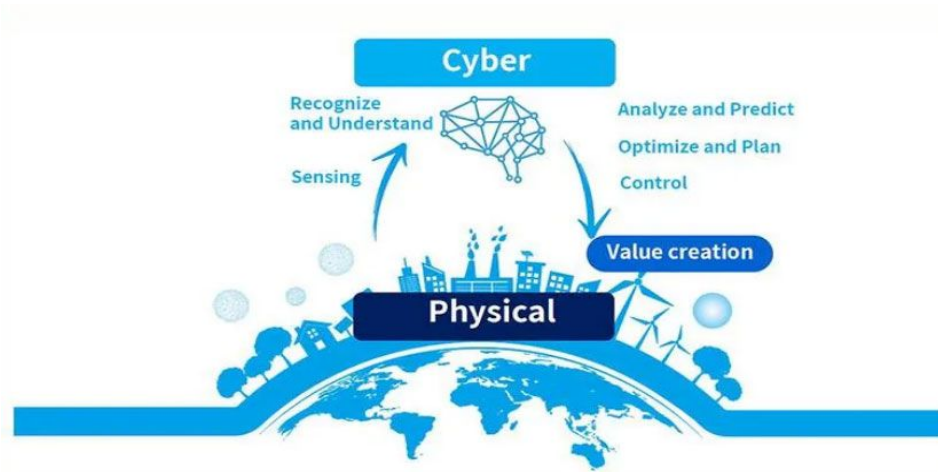 Cyber
Recognize
and Understand
Sensing
Analyze and Predict
Optimize and Plan
Control
Value creation
Physical